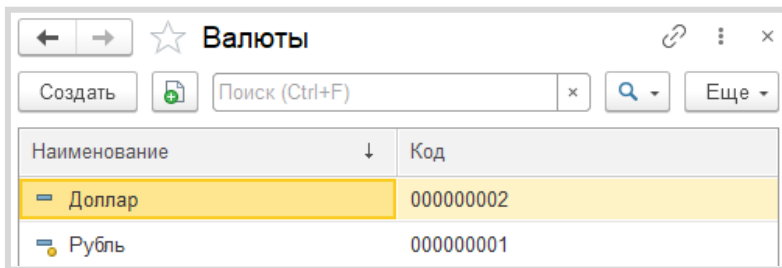 Валюты
Создать Поиск (Ctrl+F) Еще
Наименование Код
Доллар 000000002
Рубль 000000001